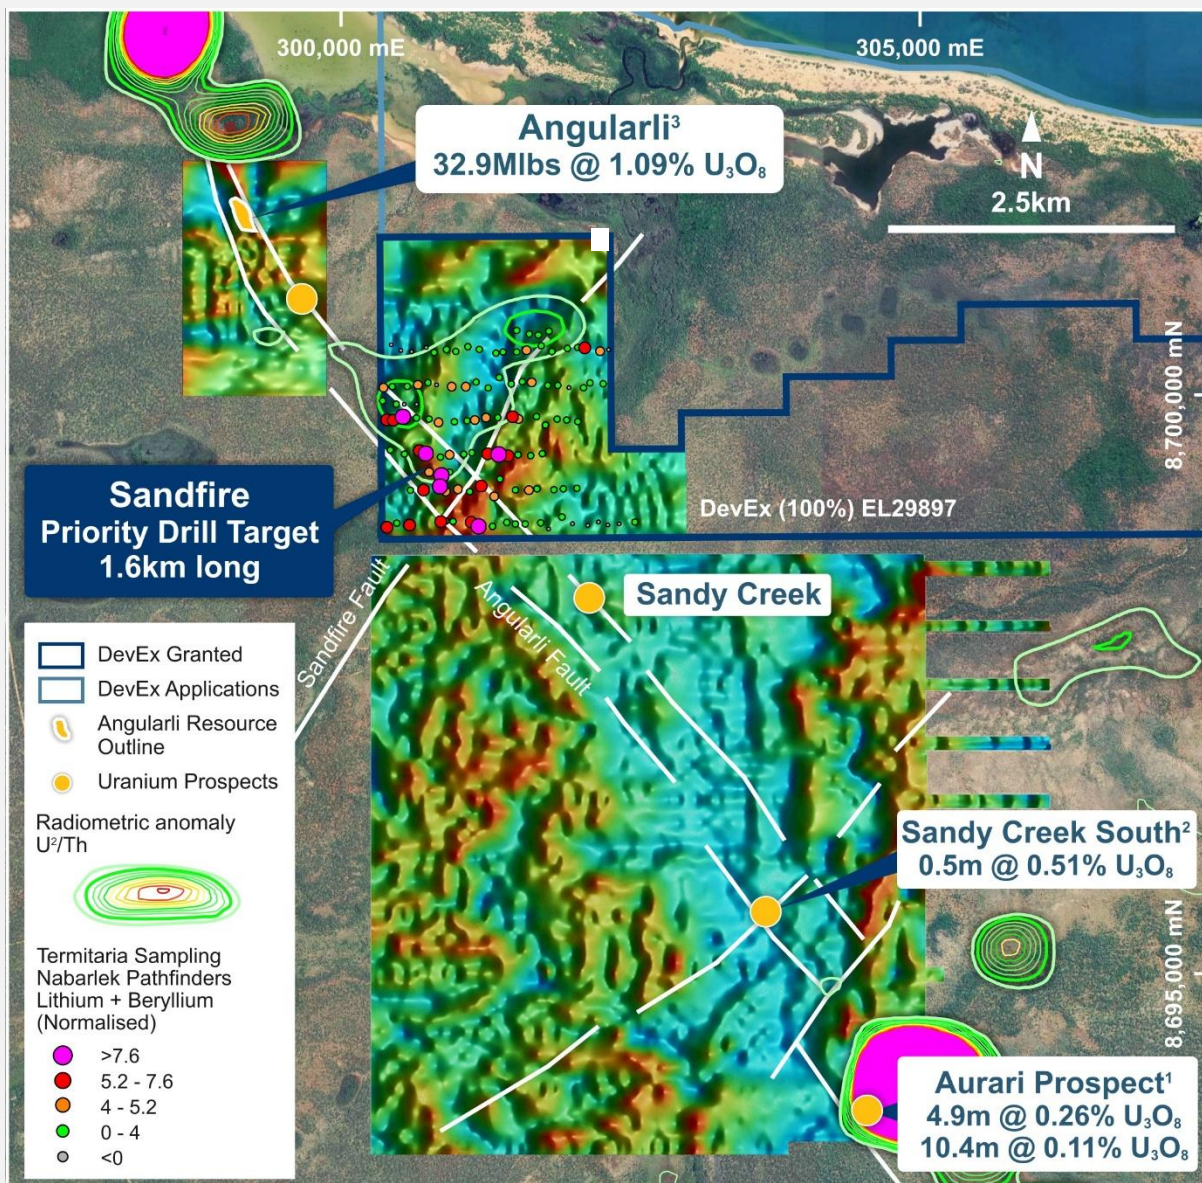 300,000 mE
305,000 mE
Angularli³
32.9Mlbs @ 1.09% U₃O₈
N
2.5km
8,700,000 mN
Sandfire
Priority Drill Target
1.6km long
DevEx (100%) EL29897
Sandfire Fault
Angularli Fault
Sandy Creek
DevEx Granted
DevEx Applications
Angularli Resource
Outline
Uranium Prospects
Radiometric anomaly
U²/Th
Termitaria Sampling
Nabarlek Pathfinders
Lithium + Beryllium
(Normalised)
>7.6
5.2 - 7.6
4 - 5.2
0 - 4
<0
Sandy Creek South²
0.5m @ 0.51% U₃O₈
8,695,000 mN
Aurari Prospect¹
4.9m @ 0.26% U₃O₈
10.4m @ 0.11% U₃O₈